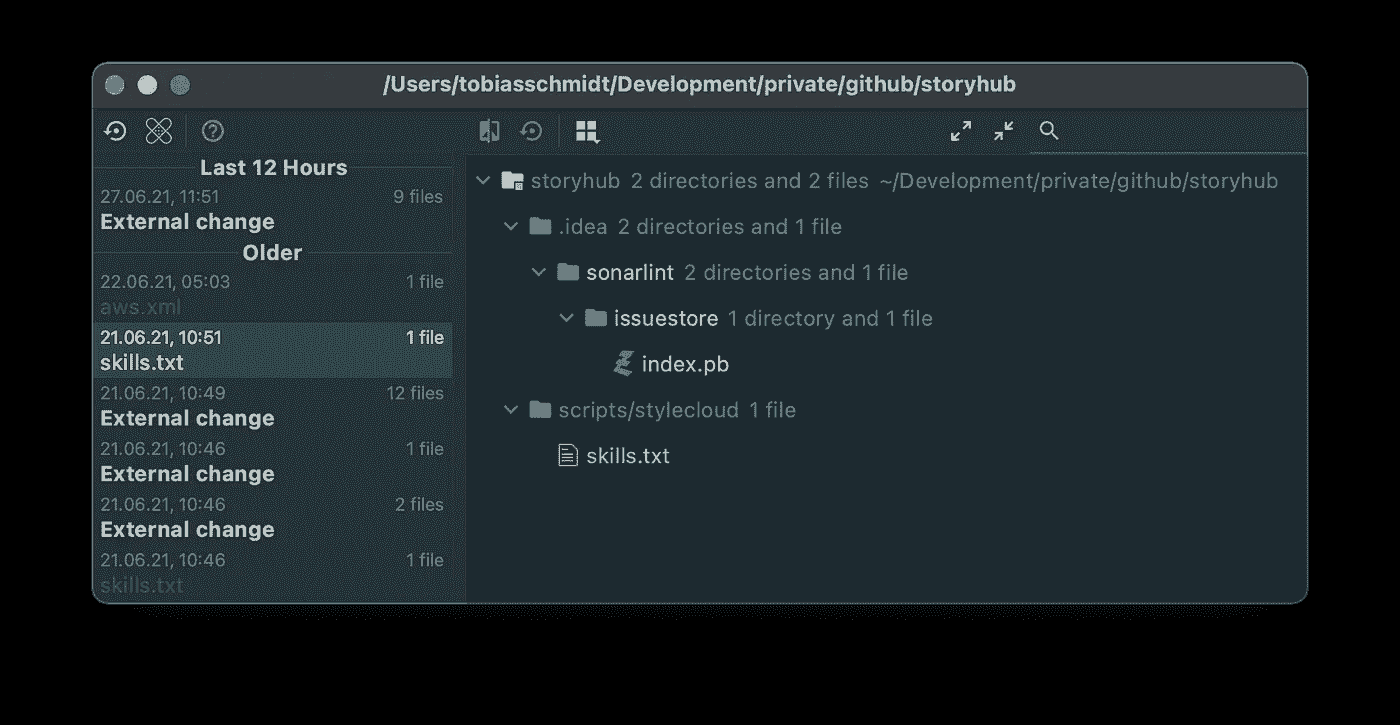 /Users/tobiasschmidt/Development/private/github/storyhub
Last 12 Hours
27.06.21, 11:51 9 files
External change
Older
22.06.21, 05:03 1 file
aws.xml
21.06.21, 10:51 1 file
skills.txt
21.06.21, 10:49 12 files
External change
21.06.21, 10:46 1 file
External change
21.06.21, 10:46 2 files
External change
21.06.21, 10:46 1 file
skills.txt
storyhub 2 directories and 2 files ~/Development/private/github/storyhub
.idea 2 directories and 1 file
sonarlint 2 directories and 1 file
issuestore 1 directory and 1 file
index.pb
scripts/stylecloud 1 file
skills.txt